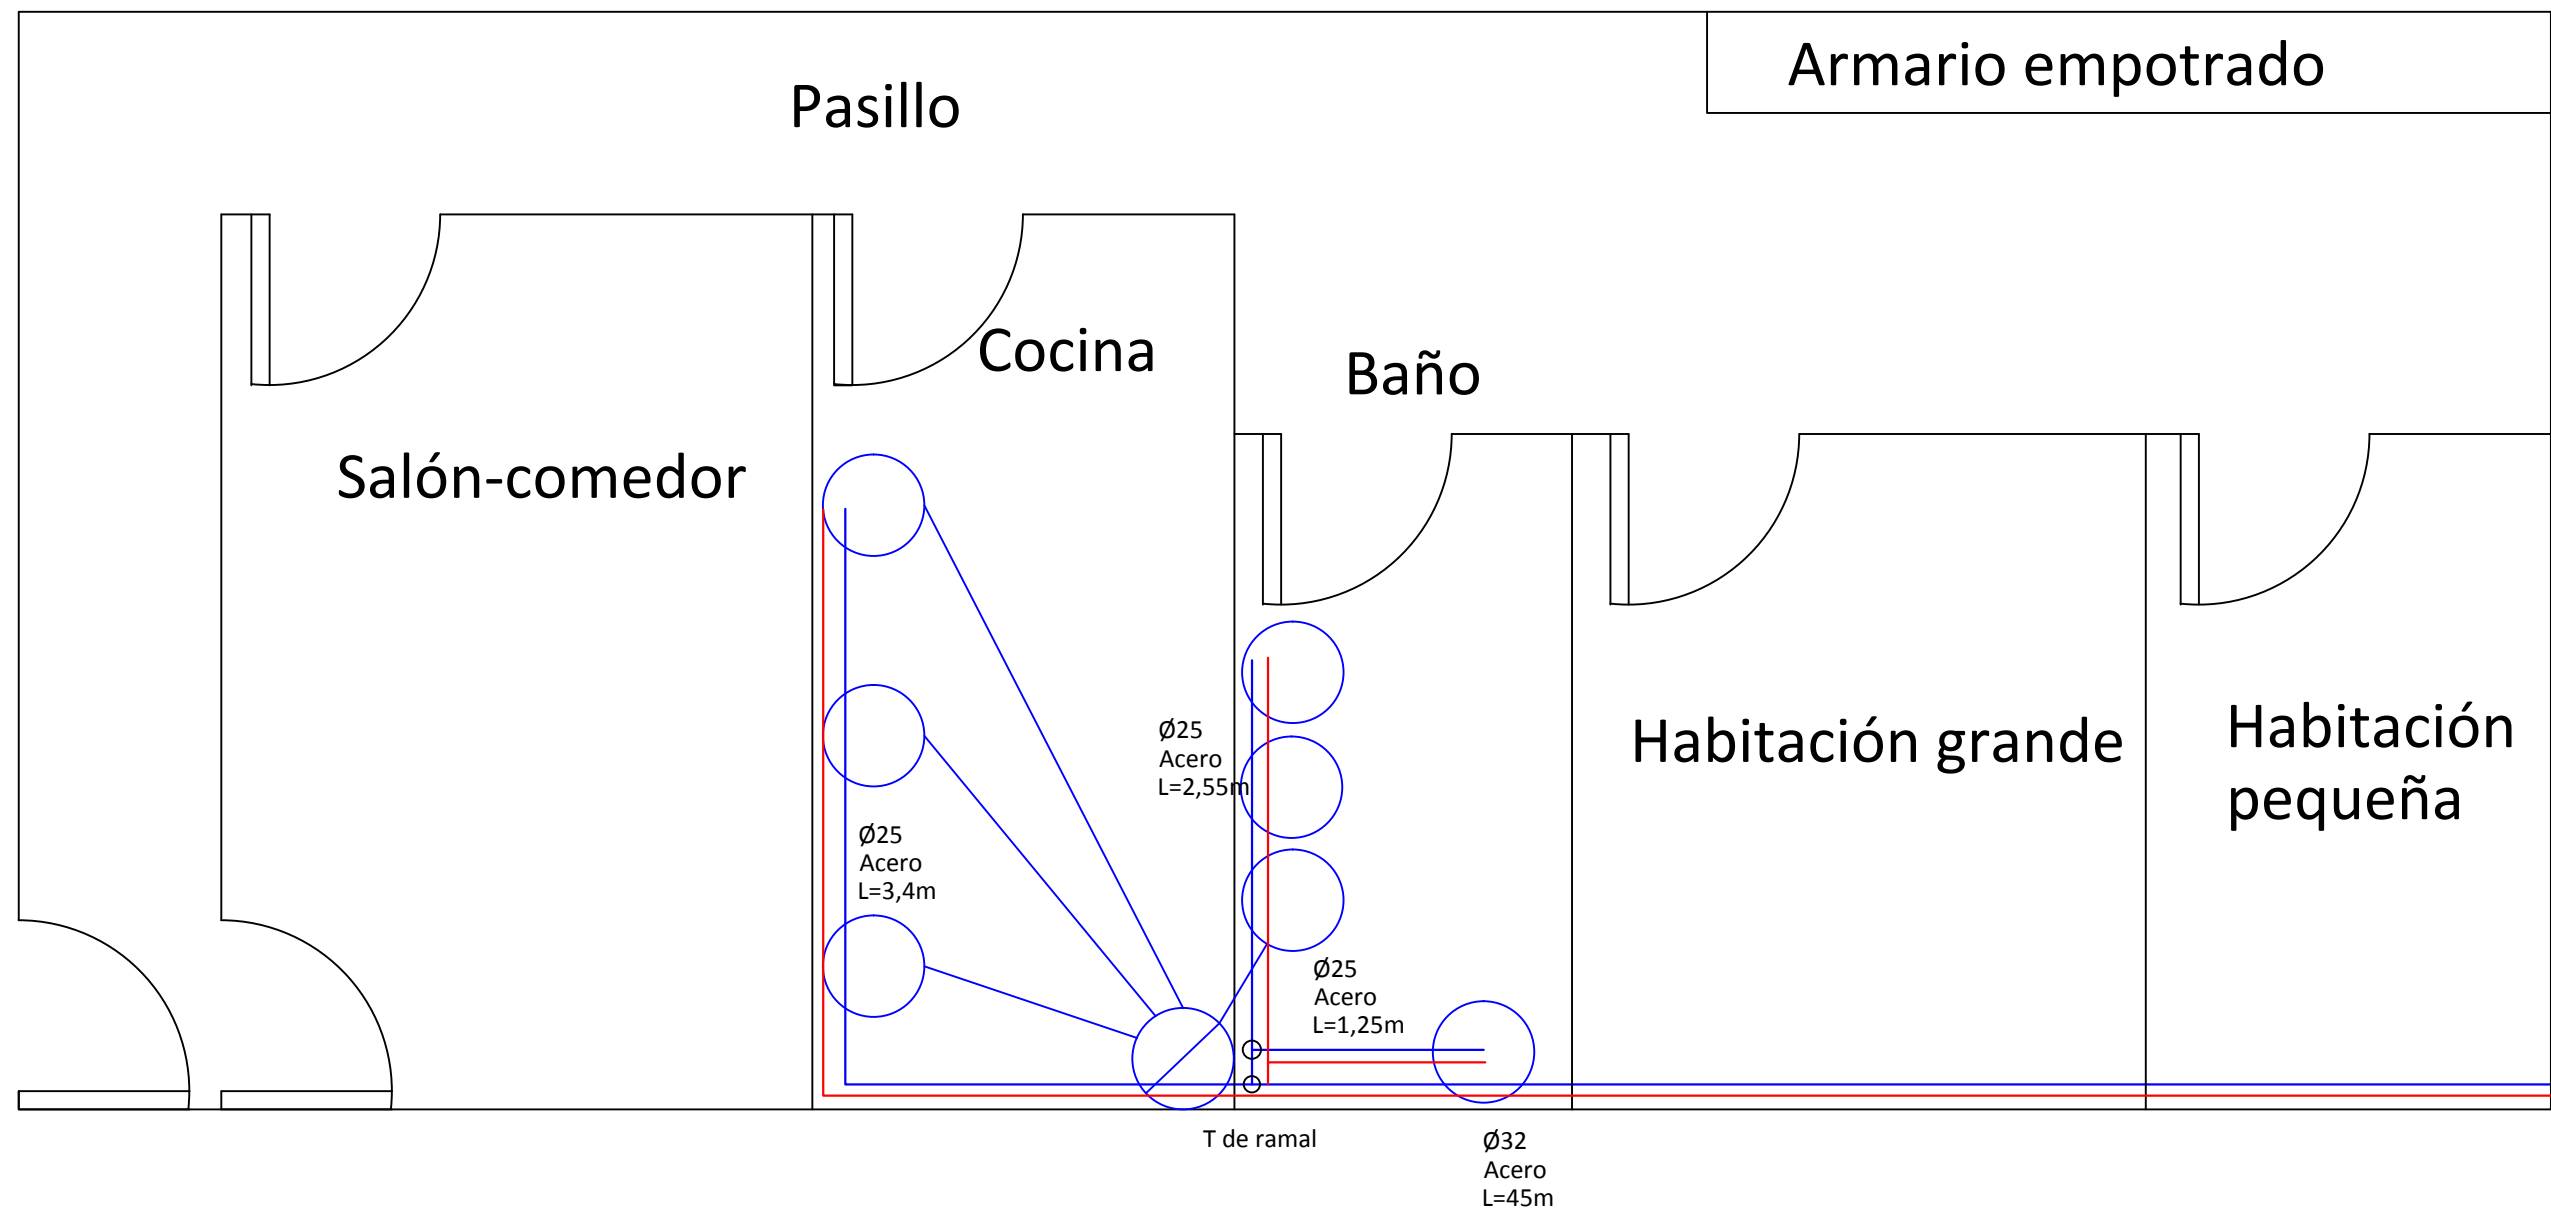 Armario empotrado
Pasillo
Cocina
Baño
Salón-comedor
Habitación grande
Habitación
pequeña
Ø25
Acero
L=2,55m
Ø25
Acero
L=3,4m
Ø25
Acero
L=1,25m
T de ramal
Ø32
Acero
L=45m